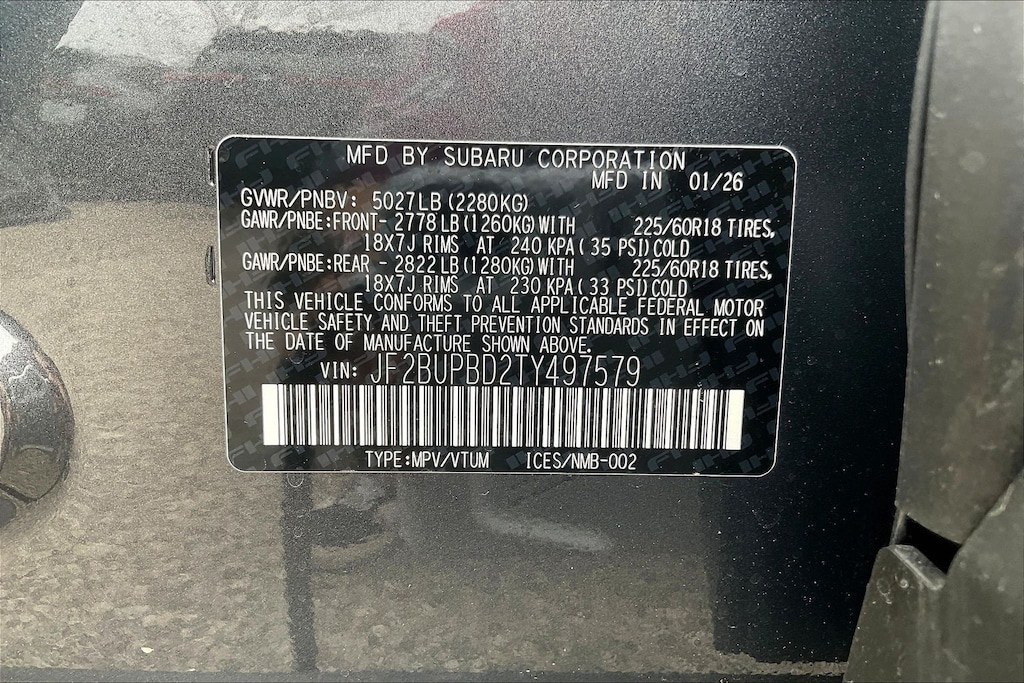 MFD BY SUBARU CORPORATION
MFD IN 01/26
GVWR/PNBV: 5027LB (2280KG)
GAWR/PNBE:FRONT- 2778 LB (1260KG) WITH 225/60R18 TIRES,
18X7J RIMS AT 240 KPA ( 35 PSI) COLD
GAWR/PNBE:REAR - 2822 LB (1280KG) WITH 225/60R18 TIRES,
18X7J RIMS AT 230 KPA ( 33 PSI) COLD
THIS VEHICLE CONFORMS TO ALL APPLICABLE FEDERAL MOTOR
VEHICLE SAFETY AND THEFT PREVENTION STANDARDS IN EFFECT ON
THE DATE OF MANUFACTURE SHOWN ABOVE.
VIN: JF2BUPBD2TY497579
TYPE:MPV/VTUM ICES/NMB-002